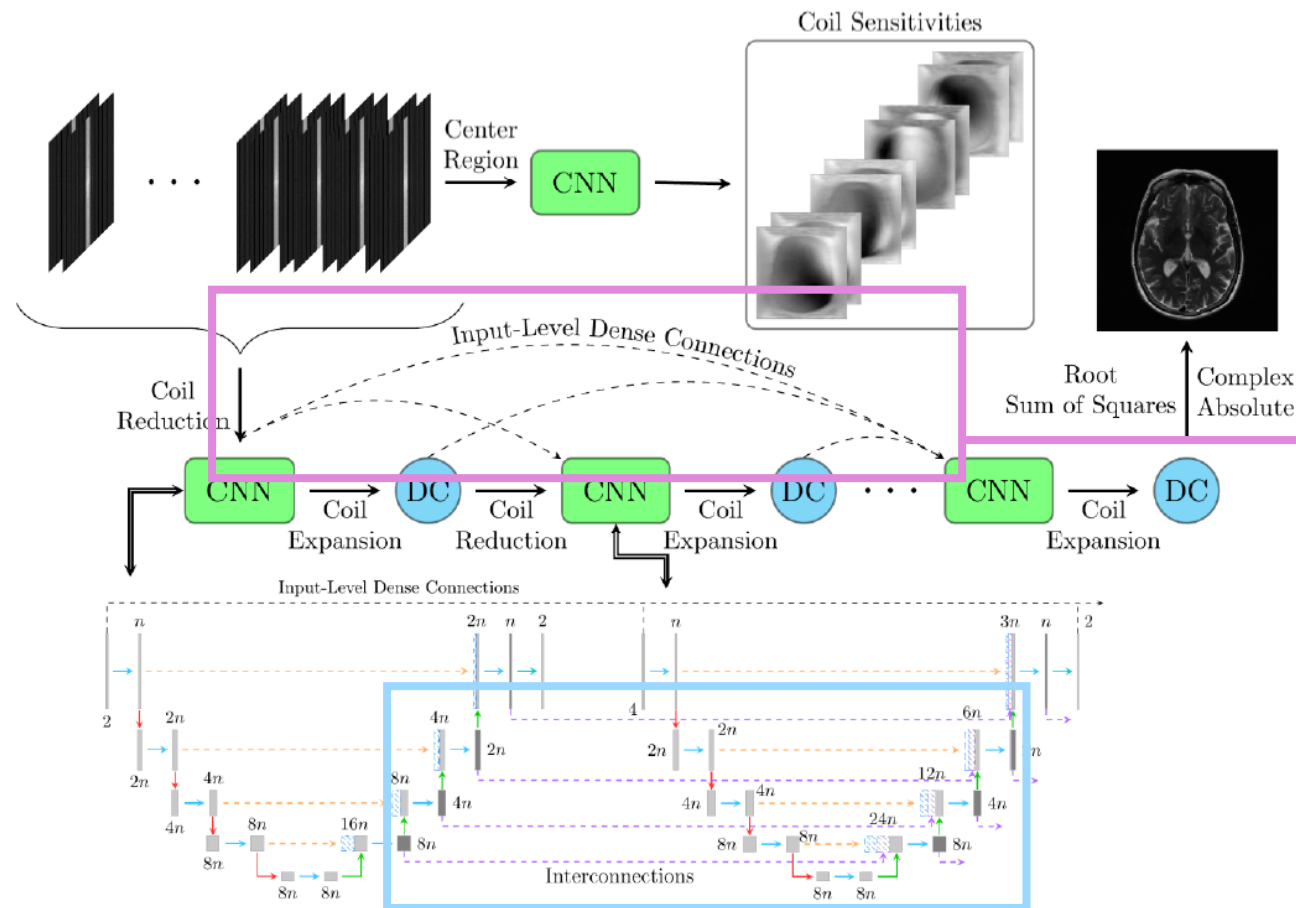 Coil Sensitivities
Center
Region
CNN
Input-Level Dense Connections
Coil
Reduction
Root
Sum of Squares
Complex
Absolute
CNN
DC
CNN
DC
CNN
DC
Coil
Expansion
Coil
Reduction
Coil
Expansion
Coil
Expansion
Input-Level Dense Connections
n
2n
n
2
n
3n
n
2
2
2n
4n
4
2n
6n
2n
2n
2n
4n
8n
4n
4n
12n
4n
4n
4n
8n
16n
8n
8n
24n
8n
8n
8n
8n
8n
8n
8n
Interconnections